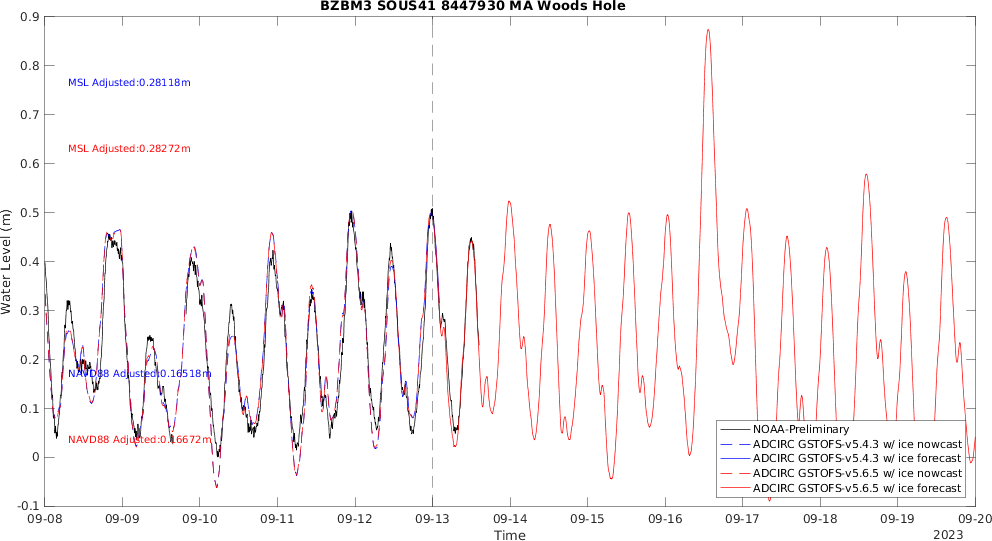 BZBM3 SOUS41 8447930 MA Woods Hole
0.9
0.8
0.7
0.6
0.5
0.4
0.3
0.2
0.1
0
-0.1
Water Level (m)
MSL Adjusted:0.28118m
MSL Adjusted:0.28272m
NAVD88 Adjusted:0.16518m
NAVD88 Adjusted:0.16672m
NOAA-Preliminary
ADCIRC GSTOFS-v5.4.3 w/ ice nowcast
ADCIRC GSTOFS-v5.4.3 w/ ice forecast
ADCIRC GSTOFS-v5.6.5 w/ ice nowcast
ADCIRC GSTOFS-v5.6.5 w/ ice forecast
09-08 09-09 09-10 09-11 09-12 09-13 09-14 09-15 09-16 09-17 09-18 09-19 09-20
Time
2023